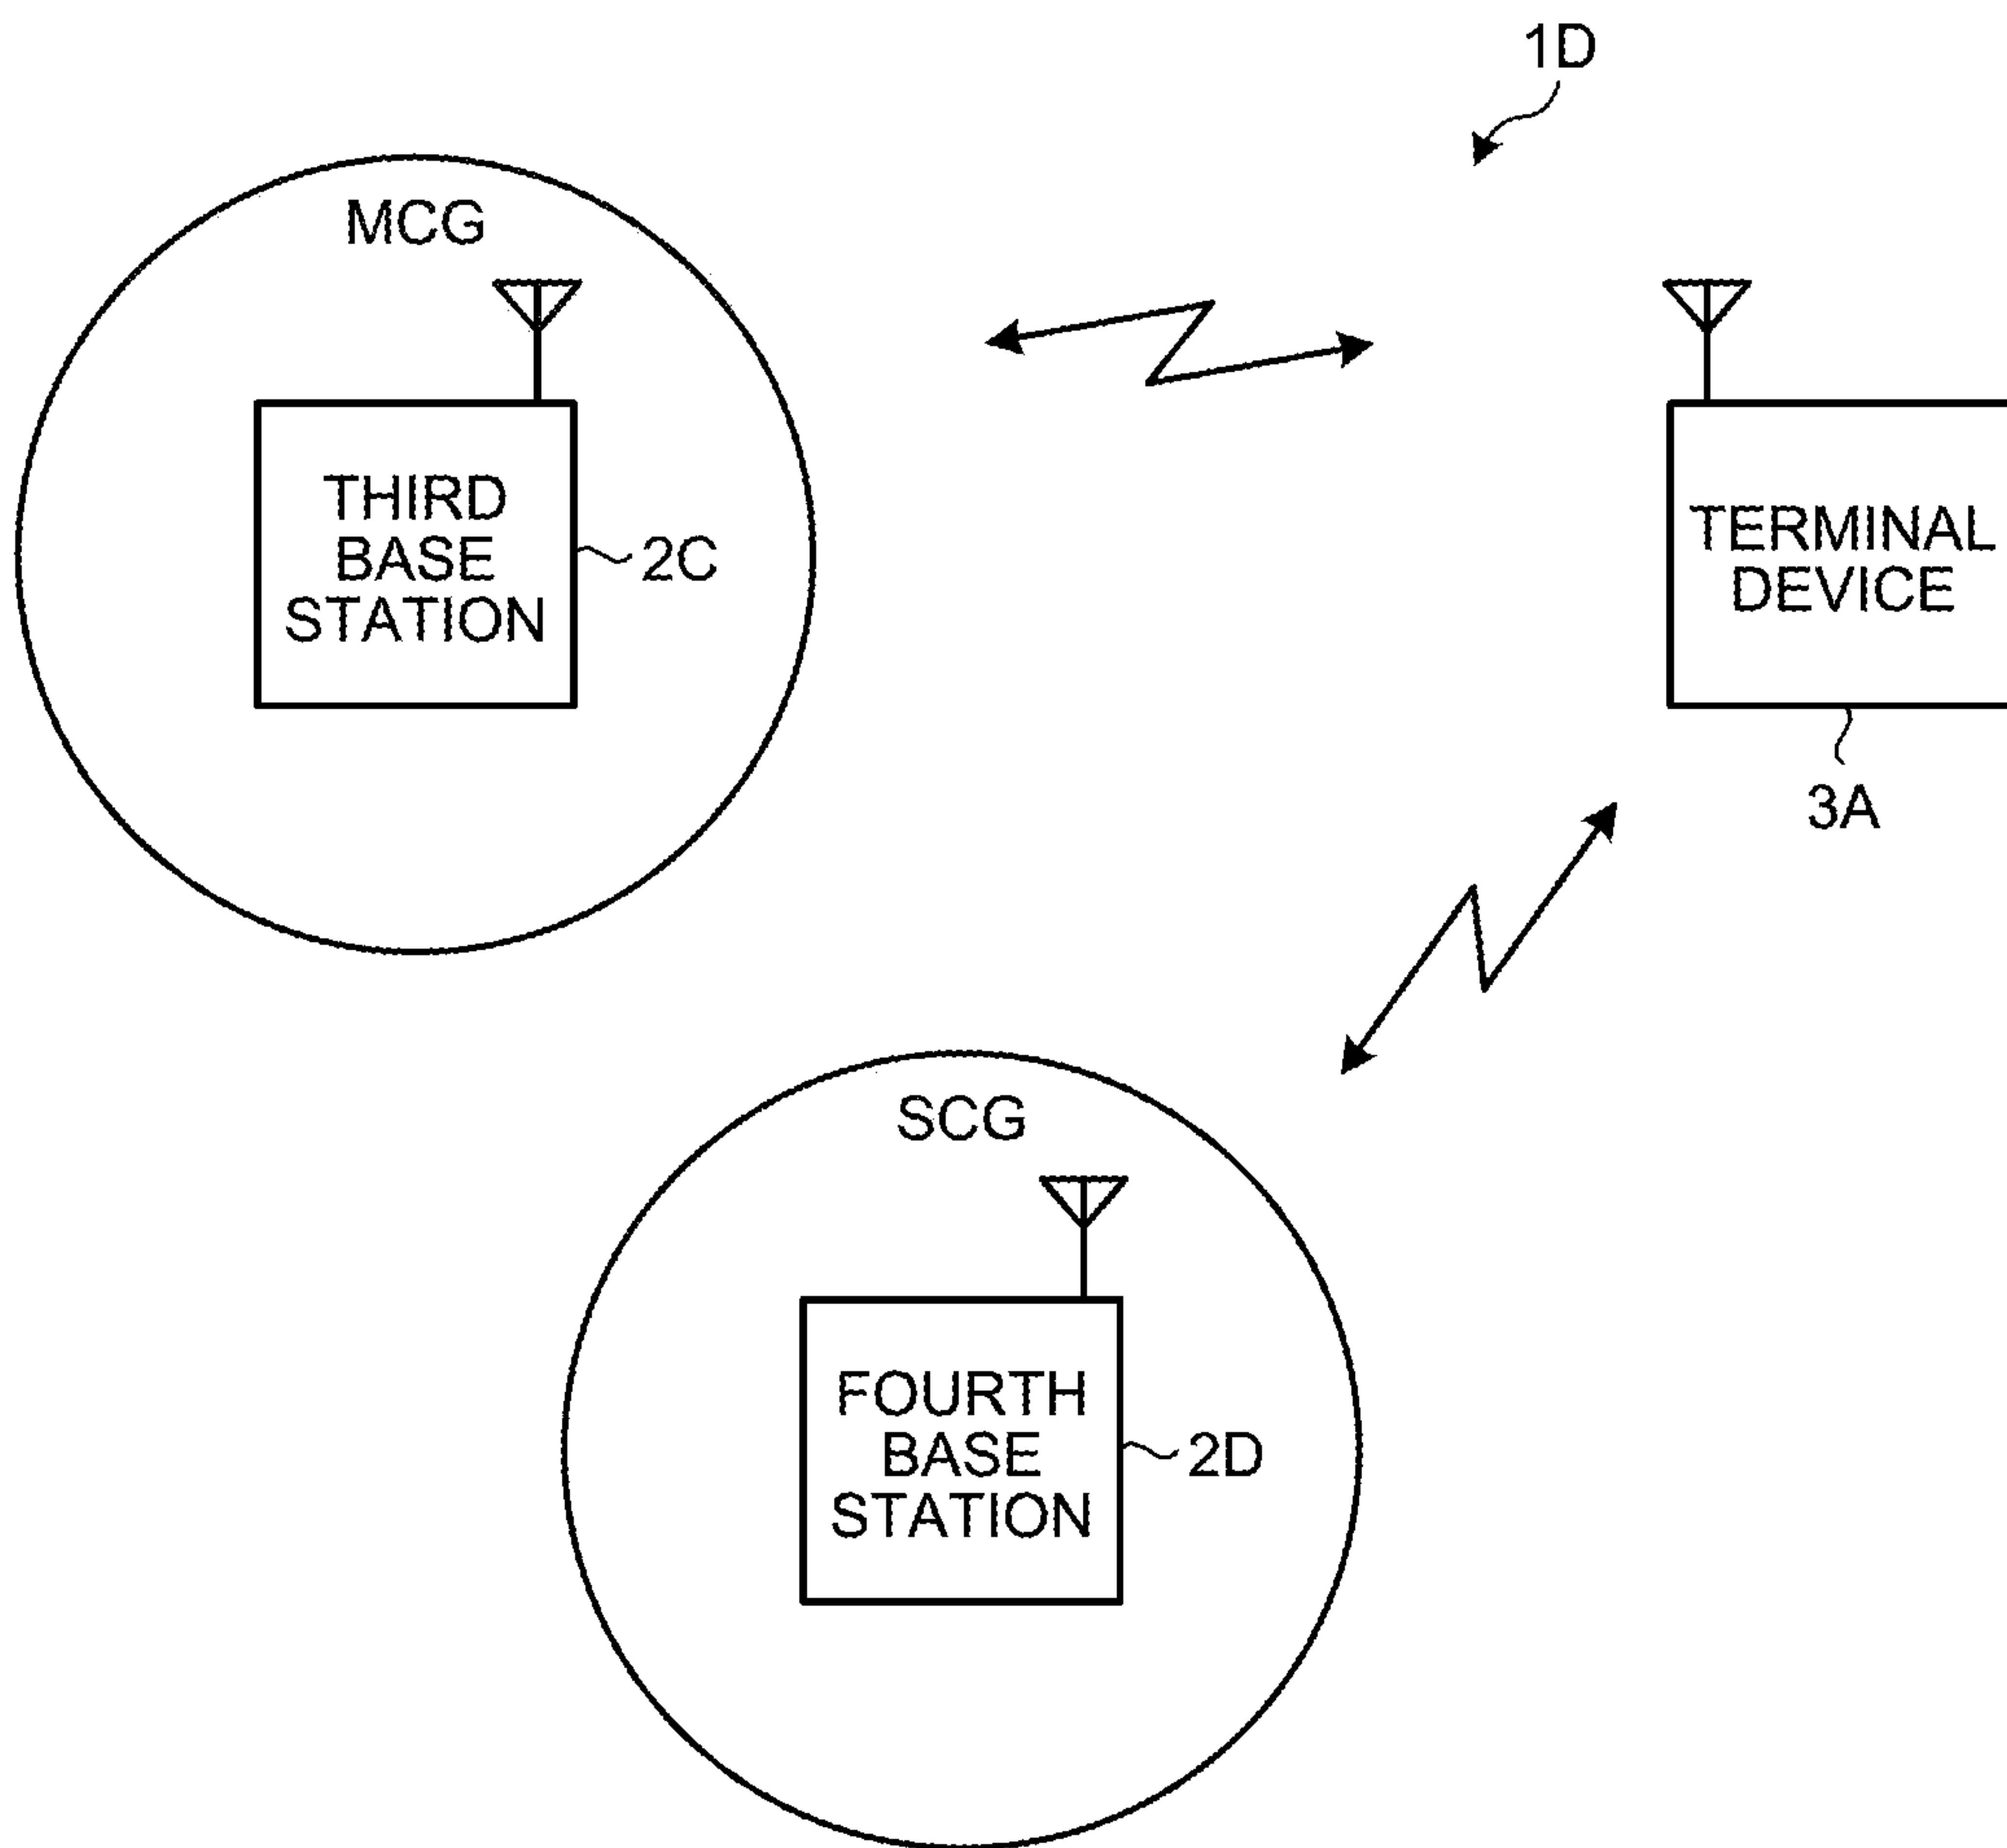 1D
MCG
THIRD
BASE
STATION
2C
TERMINAL
DEVICE
3A
SCG
FOURTH
BASE
STATION
2D